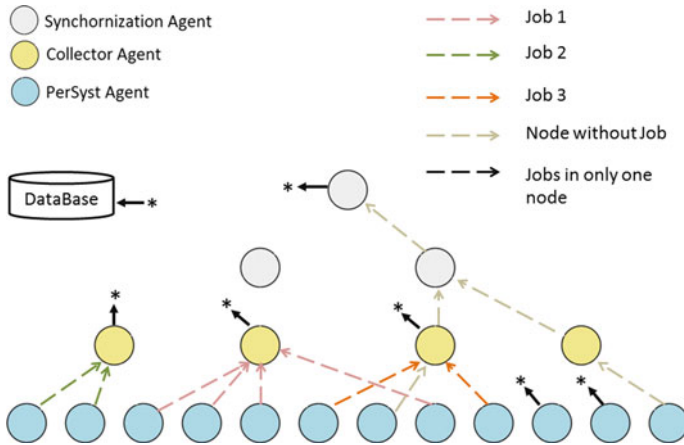 Synchornization Agent
Collector Agent
PerSyst Agent
Job 1
Job 2
Job 3
Node without Job
Jobs in only one
node
*
DataBase
*
*
*
*
*
*